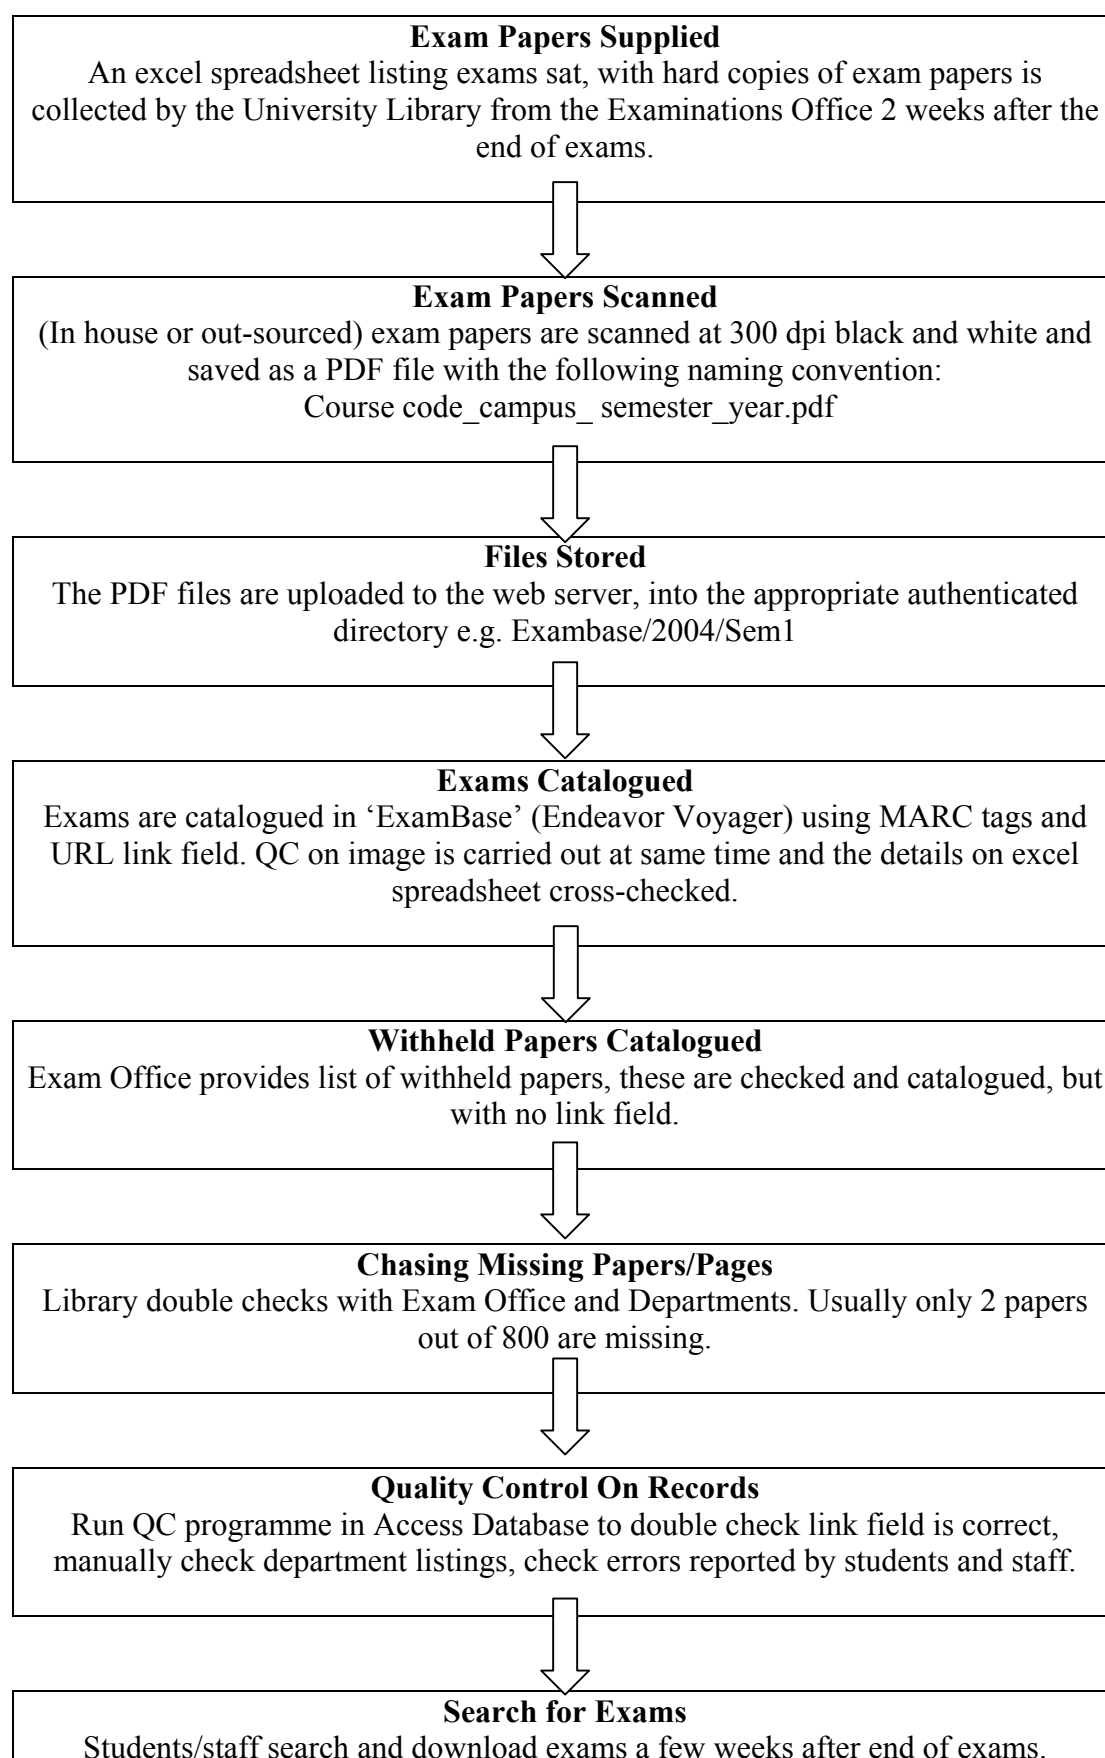 Exam Papers Supplied
An excel spreadsheet listing exams sat, with hard copies of exam papers is
collected by the University Library from the Examinations Office 2 weeks after the
end of exams.
Exam Papers Scanned
(In house or out-sourced) exam papers are scanned at 300 dpi black and white and
saved as a PDF file with the following naming convention:
Course code_campus_ semester_year.pdf
Files Stored
The PDF files are uploaded to the web server, into the appropriate authenticated
directory e.g. Exambase/2004/Sem1
Exams Catalogued
Exams are catalogued in ‘ExamBase’ (Endeavor Voyager) using MARC tags and
URL link field. QC on image is carried out at same time and the details on excel
spreadsheet cross-checked.
Withheld Papers Catalogued
Exam Office provides list of withheld papers, these are checked and catalogued, but
with no link field.
Chasing Missing Papers/Pages
Library double checks with Exam Office and Departments. Usually only 2 papers
out of 800 are missing.
Quality Control On Records
Run QC programme in Access Database to double check link field is correct,
manually check department listings, check errors reported by students and staff.
Search for Exams
Students/staff search and download exams a few weeks after end of exams.